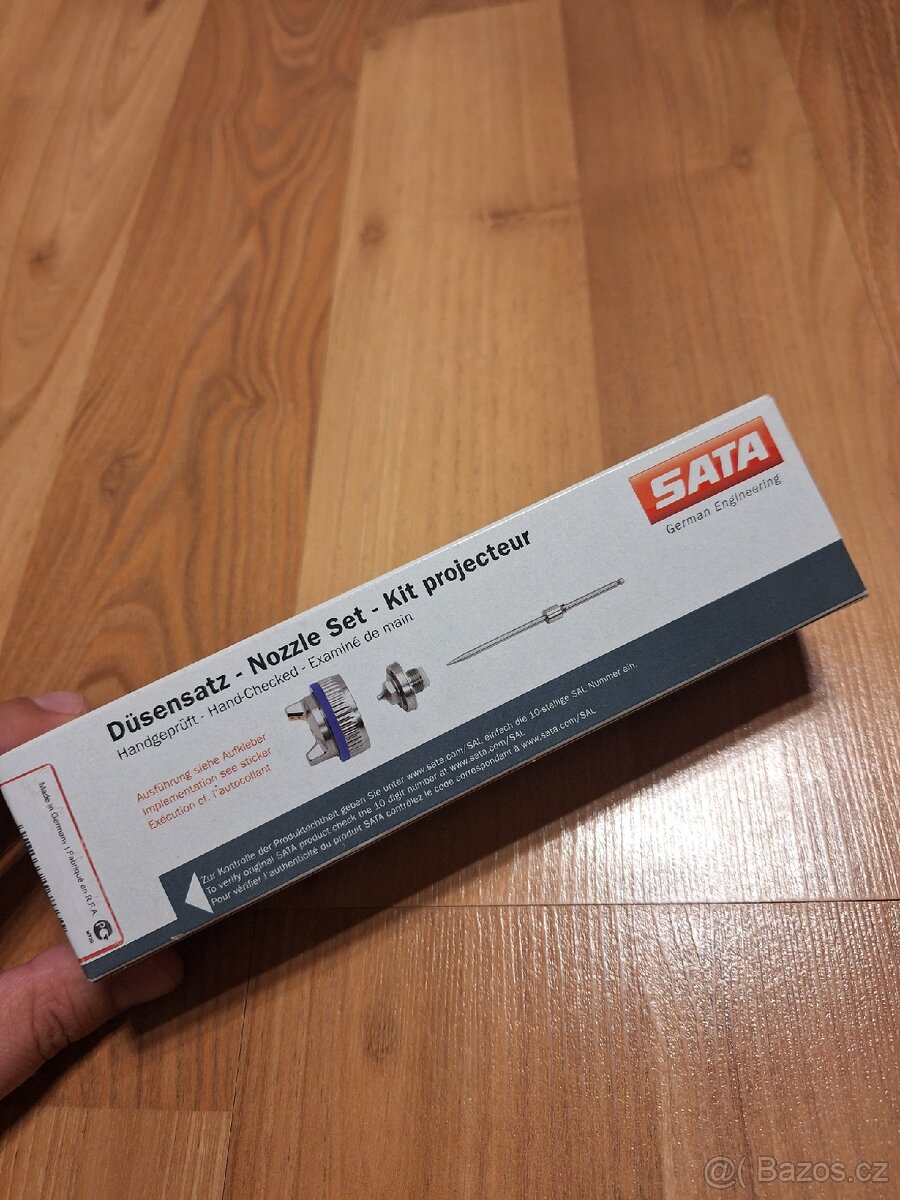 SATA
German Engineering
Düsensatz - Nozzle Set - Kit projecteur
Handgeprüft - Hand-Checked - Examiné de main
Ausführung siehe Aufkleber
Implementation see sticker
Exécution cf. l'autocollant
Zur Kontrolle der Produktechtheit geben Sie unter www.sata.com/SAL einfach die 10-stellige SAL Nummer ein.
To verify original SATA product check the 10 digit number at www.sata.com/SAL
Pour vérifier l'authenticité du produit SATA contrôlez le code correspondant à www.sata.com/SAL
Made in Germany | Fabriqué en R.F.A.
@( Bazos.cz